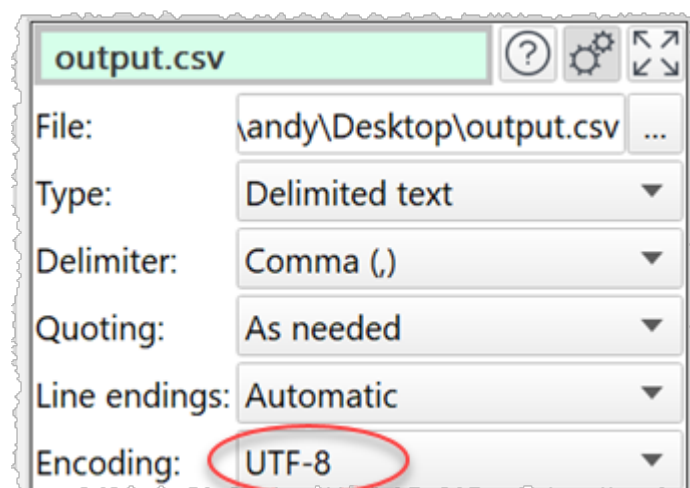 output.csv
File: \andy\Desktop\output.csv ...
Type: Delimited text
Delimiter: Comma (,)
Quoting: As needed
Line endings: Automatic
Encoding: UTF-8